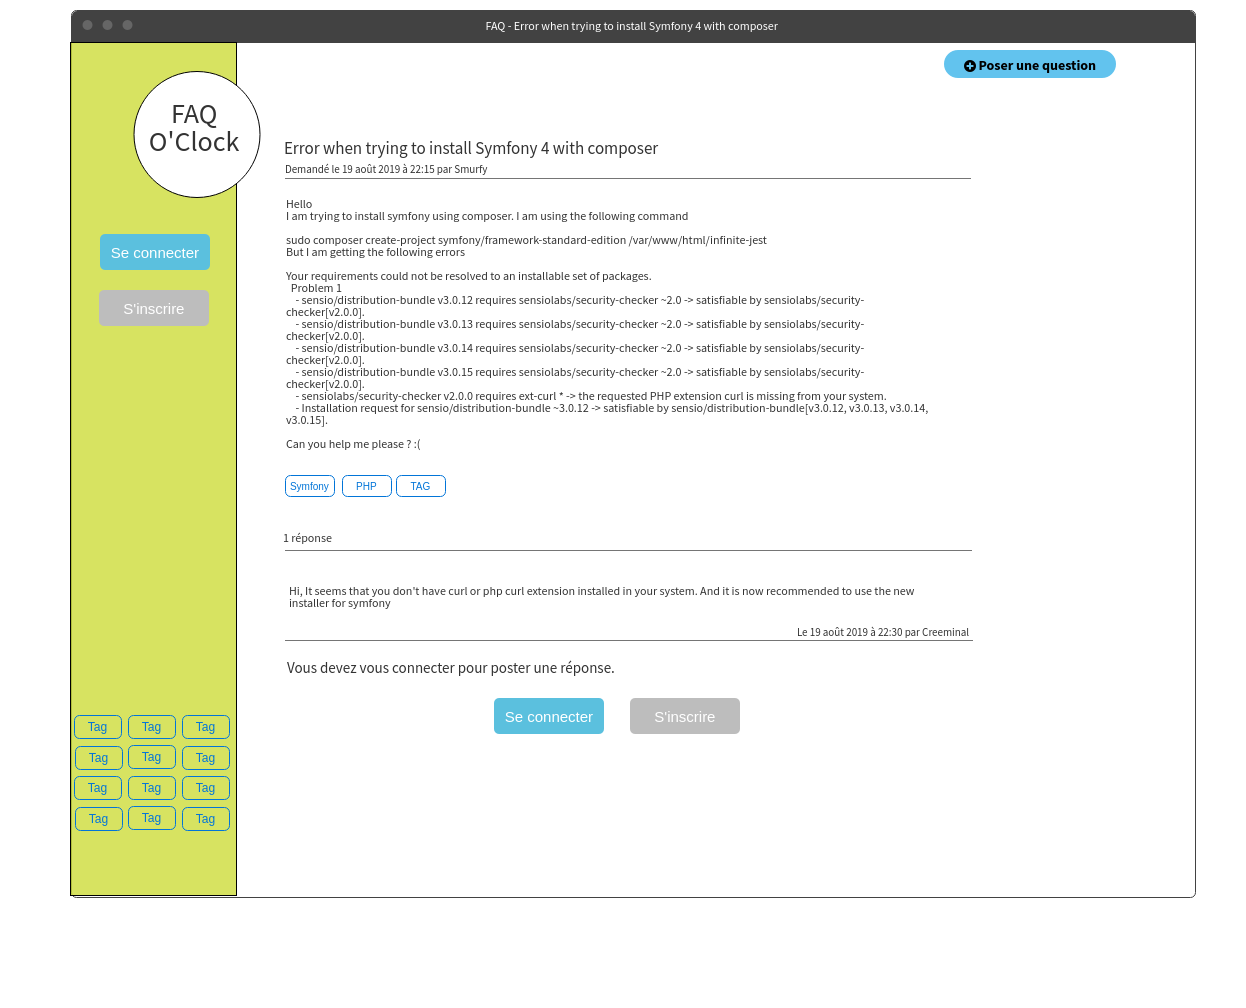 FAQ - Error when trying to install Symfony 4 with composer
Poser une question
FAQ
O'Clock
Se connecter
S'inscrire
Error when trying to install Symfony 4 with composer
Demandé le 19 août 2019 à 22:15 par Smurfy
Hello
I am trying to install symfony using composer. I am using the following command
sudo composer create-project symfony/framework-standard-edition /var/www/html/infinite-jest
But I am getting the following errors
Your requirements could not be resolved to an installable set of packages.
Problem 1
- sensio/distribution-bundle v3.0.12 requires sensiolabs/security-checker ~2.0 -> satisfiable by sensiolabs/security-
checker[v2.0.0].
- sensio/distribution-bundle v3.0.13 requires sensiolabs/security-checker ~2.0 -> satisfiable by sensiolabs/security-
checker[v2.0.0].
- sensio/distribution-bundle v3.0.14 requires sensiolabs/security-checker ~2.0 -> satisfiable by sensiolabs/security-
checker[v2.0.0].
- sensio/distribution-bundle v3.0.15 requires sensiolabs/security-checker ~2.0 -> satisfiable by sensiolabs/security-
checker[v2.0.0].
- sensiolabs/security-checker v2.0.0 requires ext-curl * -> the requested PHP extension curl is missing from your system.
- Installation request for sensio/distribution-bundle ~3.0.12 -> satisfiable by sensio/distribution-bundle[v3.0.12, v3.0.13, v3.0.14,
v3.0.15].
Can you help me please ? :(
Symfony PHP TAG
1 réponse
Hi, It seems that you don't have curl or php curl extension installed in your system. And it is now recommended to use the new
installer for symfony
Le 19 août 2019 à 22:30 par Creeminal
Vous devez vous connecter pour poster une réponse.
Se connecter S'inscrire
Tag Tag Tag
Tag Tag Tag
Tag Tag Tag
Tag Tag Tag